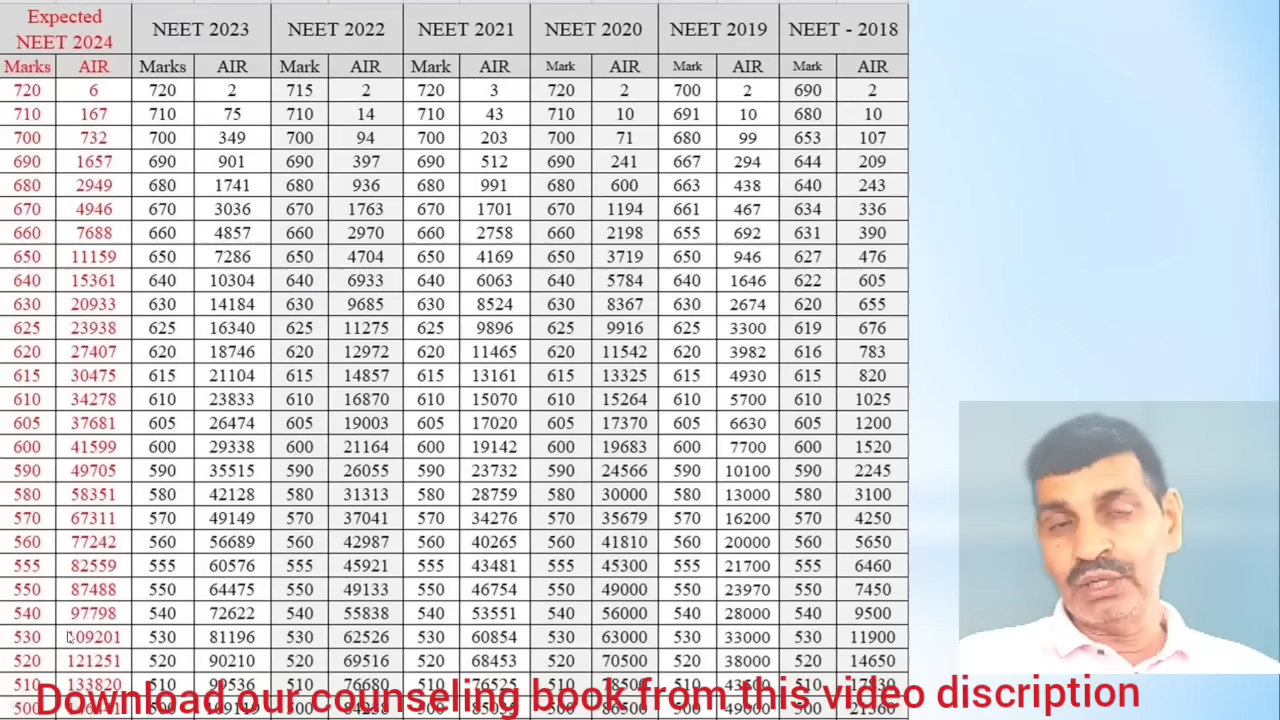 Expected NEET 2024 NEET 2023 NEET 2022 NEET 2021 NEET 2020 NEET 2019 NEET - 2018
Marks AIR Marks AIR Mark AIR Mark AIR Mark AIR Mark AIR Mark AIR
720 6 720 2 715 2 720 3 720 2 700 2 690 2
710 167 710 75 710 14 710 43 710 10 691 10 680 10
700 732 700 349 700 94 700 203 700 71 680 99 653 107
690 1657 690 901 690 397 690 512 690 241 667 294 644 209
680 2949 680 1741 680 936 680 991 680 600 663 438 640 243
670 4946 670 3036 670 1763 670 1701 670 1194 661 467 634 336
660 7688 660 4857 660 2970 660 2758 660 2198 655 692 631 390
650 11159 650 7286 650 4704 650 4169 650 3719 650 946 627 476
640 15361 640 10304 640 6933 640 6063 640 5784 640 1646 622 605
630 20933 630 14184 630 9685 630 8524 630 8367 630 2674 620 655
625 23938 625 16340 625 11275 625 9896 625 9916 625 3300 619 676
620 27407 620 18746 620 12972 620 11465 620 11542 620 3982 616 783
615 30475 615 21104 615 14857 615 13161 615 13325 615 4930 615 820
610 34278 610 23833 610 16870 610 15070 610 15264 610 5700 610 1025
605 37681 605 26474 605 19003 605 17020 605 17370 605 6630 605 1200
600 41599 600 29338 600 21164 600 19142 600 19683 600 7700 600 1520
590 49705 590 35515 590 26055 590 23732 590 24566 590 10100 590 2245
580 58351 580 42128 580 31313 580 28759 580 30000 580 13000 580 3100
570 67311 570 49149 570 37041 570 34276 570 35679 570 16200 570 4250
560 77242 560 56689 560 42987 560 40265 560 41810 560 20000 560 5650
555 82559 555 60576 555 45921 555 43481 555 45300 555 21700 555 6460
550 87488 550 64475 550 49133 550 46754 550 49000 550 23970 550 7450
540 97798 540 72622 540 55838 540 53551 540 56000 540 28000 540 9500
530 530 81196 530 62526 530 60854 530 63000 530 33000 530 11900
520 121251 520 90210 520 69516 520 68453 520 70500 520 38000 520 14650
510 133820 510 510 76680 510 76525 510 510 510
Download our counseling book from this video discription
500